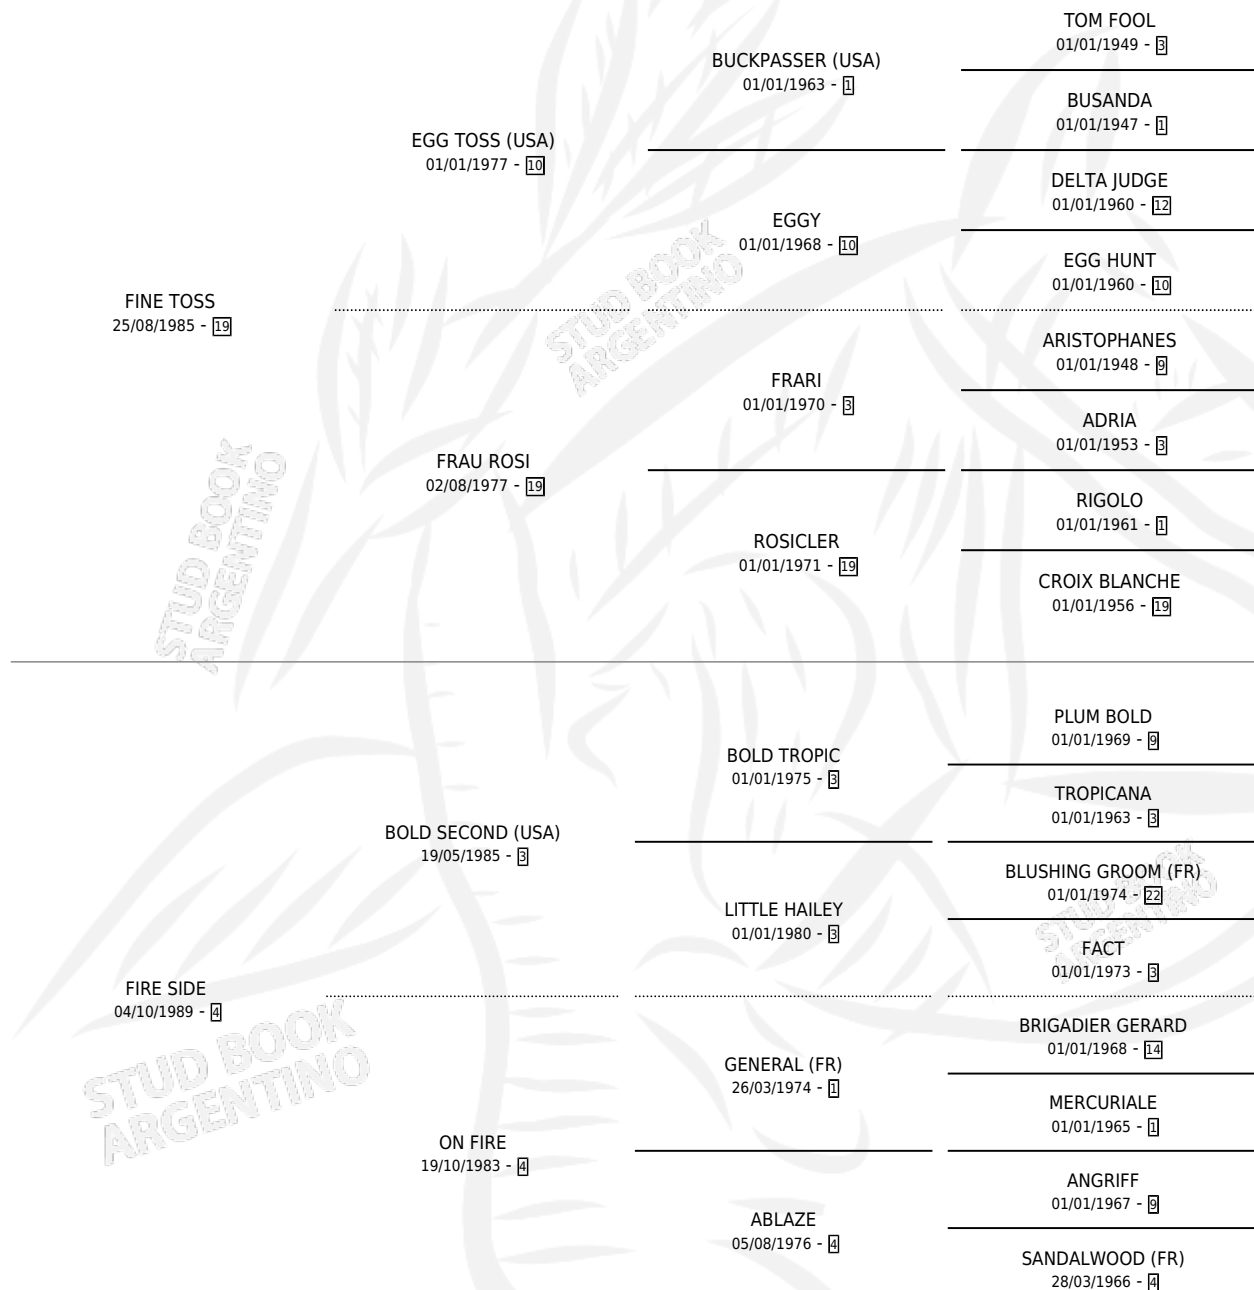 TOM FOOL
01/01/1949 - 3
BUCKPASSER (USA)
01/01/1963 - 1
BUSANDA
01/01/1947 - 1
EGG TOSS (USA)
01/01/1977 - 10
DELTA JUDGE
01/01/1960 - 12
EGGY
01/01/1968 - 10
EGG HUNT
01/01/1960 - 10
FINE TOSS
25/08/1985 - 19
ARISTOPHANES
01/01/1948 - 9
FRARI
01/01/1970 - 3
ADRIA
01/01/1953 - 3
FRAU ROSI
02/08/1977 - 19
RIGOLO
01/01/1961 - 1
ROSICLER
01/01/1971 - 19
CROIX BLANCHE
01/01/1956 - 19
PLUM BOLD
01/01/1969 - 9
BOLD TROPIC
01/01/1975 - 3
TROPICANA
01/01/1963 - 3
BOLD SECOND (USA)
19/05/1985 - 3
BLUSHING GROOM (FR)
01/01/1974 - 22
LITTLE HAILEY
01/01/1980 - 3
FACT
01/01/1973 - 3
FIRE SIDE
04/10/1989 - 4
BRIGADIER GERARD
01/01/1968 - 14
GENERAL (FR)
26/03/1974 - 1
MERCURIALE
01/01/1965 - 1
ON FIRE
19/10/1983 - 4
ANGRIFF
01/01/1967 - 9
ABLAZE
05/08/1976 - 4
SANDALWOOD (FR)
28/03/1966 - 4
STUD BOOK
ARGENTINO
STUD BOOK
ARGENTINO
STUD BOOK
ARGENTINO
STUD BOOK
ARGENTINO